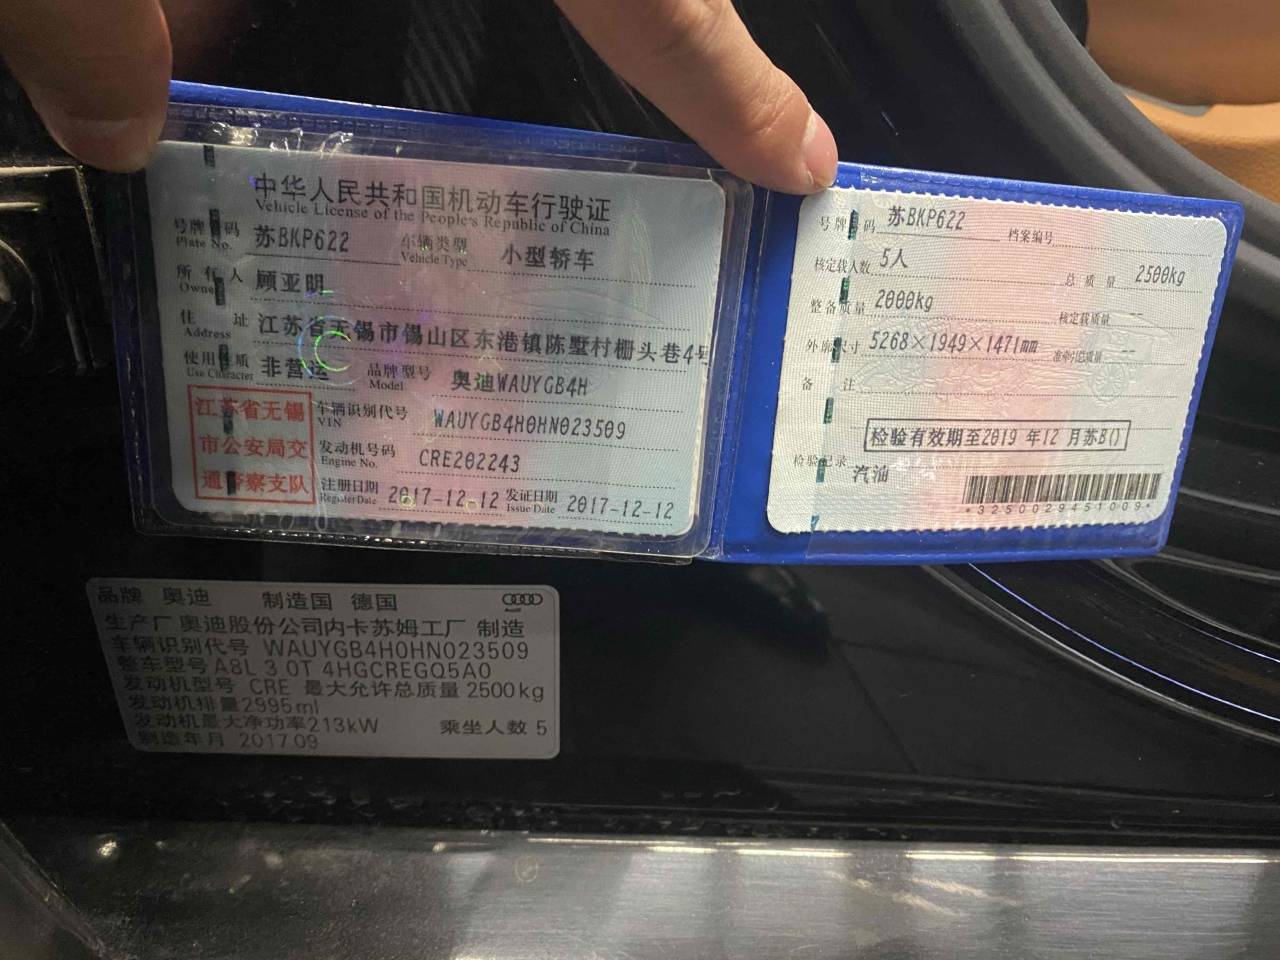 中华人民共和国机动车行驶证
Vehicle License of the People's Republic of China
号牌号码 苏BKP622 车辆类型 小型轿车
Plate No. Vehicle Type
所有人 顾亚明
Owner
住址 江苏省无锡市锡山区东港镇陈墅村栅头巷4号
Address
使用性质 非营运 品牌型号 奥迪WAUYGB4H
Use Character Model
江苏省无锡
市公安局交
通警察支队
车辆识别代号 WAUYGB4H0HN023509
VIN
发动机号码 CRE202243
Engine No.
注册日期 2017-12-12 发证日期 2017-12-12
Register Date Issue Date
号牌号码 苏BKP622 档案编号
核定载人数 5人 总质量 2500kg
整备质量 2000kg 核定载质量 --
外廓尺寸 5268×1949×1471mm 准牵引总质量 --
备注
检验有效期至2019年12月苏B()
检验记录
汽油
*3250029451009*
品牌 奥迪 制造国 德国
Audi
生产厂 奥迪股份公司内卡苏姆工厂 制造
车辆识别代号 WAUYGB4H0HN023509
整车型号 A8L 3.0T 4HGCREGQ5A0
发动机型号 CRE 最大允许总质量 2500kg
发动机排量2995ml
发动机最大净功率213kW 乘坐人数 5
制造年月 2017 09